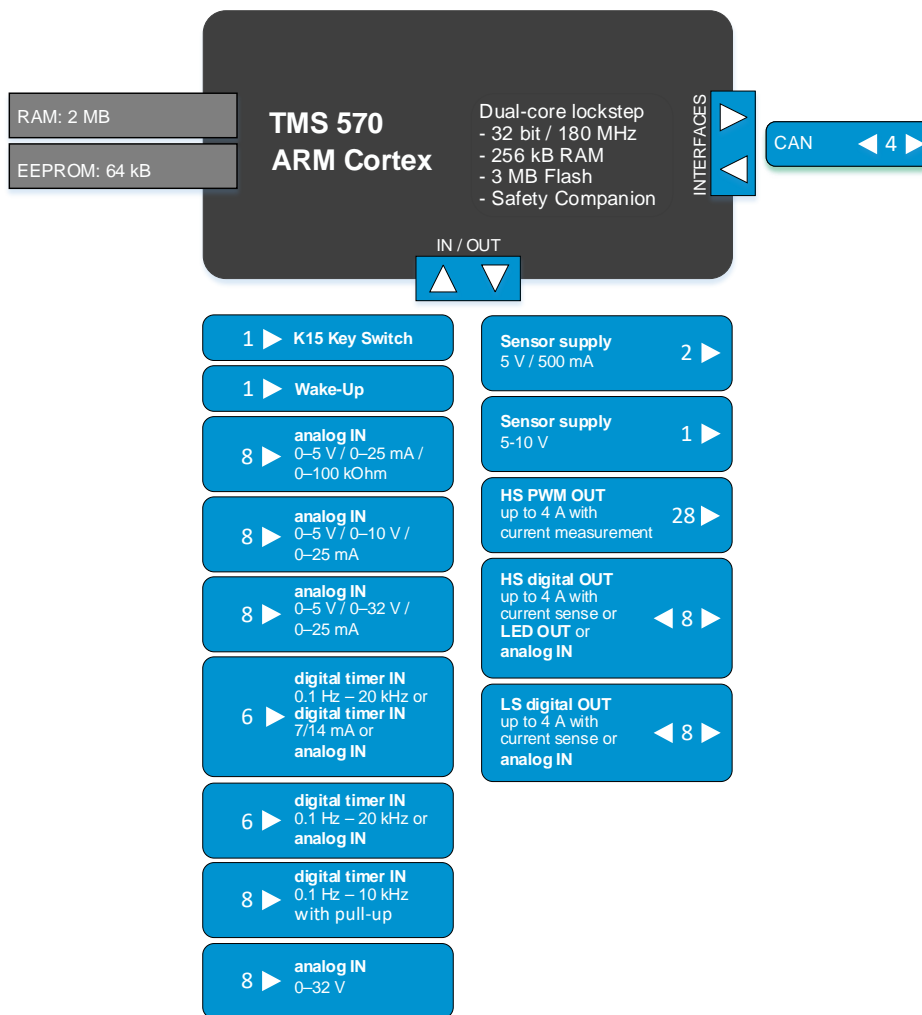 RAM: 2 MB
EEPROM: 64 kB
TMS 570
ARM Cortex
Dual-core lockstep
- 32 bit / 180 MHz
- 256 kB RAM
- 3 MB Flash
- Safety Companion
INTERFACES
CAN 4
IN / OUT
1 K15 Key Switch
1 Wake-Up
8 analog IN
0–5 V / 0–25 mA /
0–100 kOhm
8 analog IN
0–5 V / 0–10 V /
0–25 mA
8 analog IN
0–5 V / 0–32 V /
0–25 mA
6 digital timer IN
0.1 Hz – 20 kHz or
digital timer IN
7/14 mA or
analog IN
6 digital timer IN
0.1 Hz – 20 kHz or
analog IN
8 digital timer IN
0.1 Hz – 10 kHz
with pull-up
8 analog IN
0–32 V
Sensor supply
5 V / 500 mA 2
Sensor supply
5-10 V 1
HS PWM OUT
up to 4 A with 28
current measurement
HS digital OUT
up to 4 A with
current sense or 8
LED OUT or
analog IN
LS digital OUT
up to 4 A with
current sense or 8
analog IN